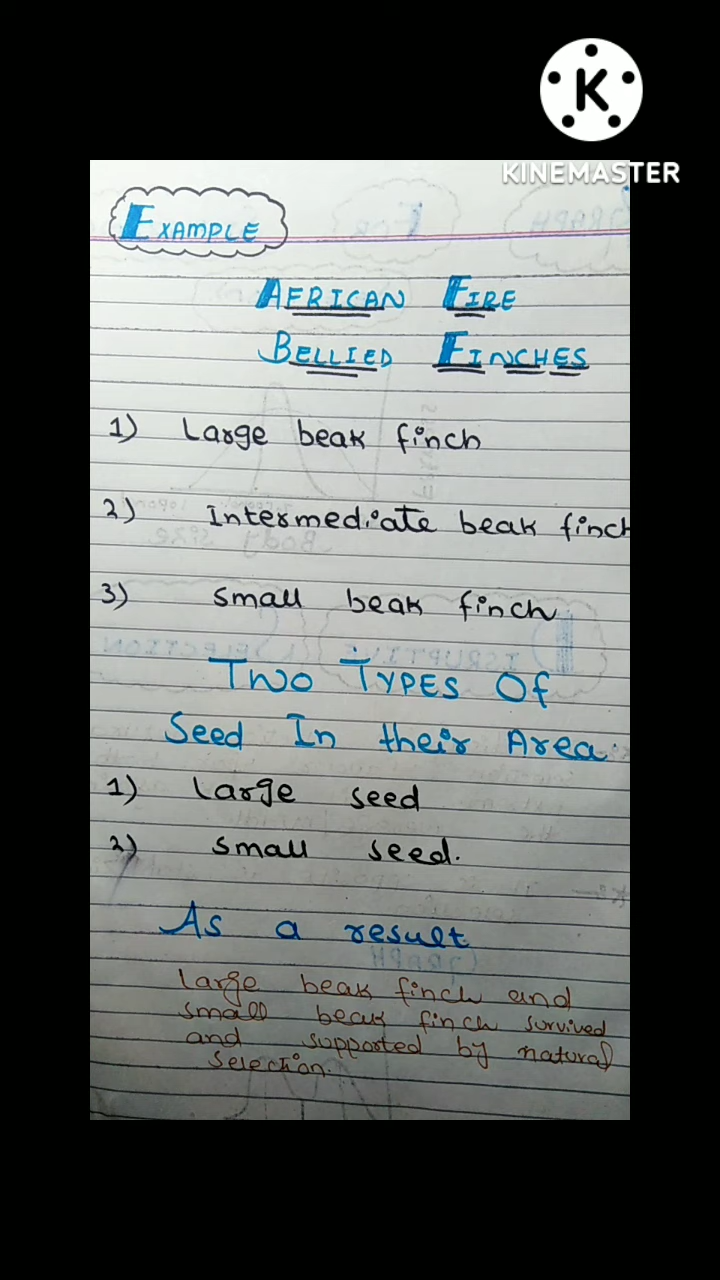 K
KINEMASTER
EXAMPLE
AFRICAN FIRE
BELLIED FINCHES
1) Large beak finch
2) Intermediate beak finch
3) Small beak finch
TWO TYPES Of
Seed In their Area.
1) Large seed
2) Small seed.
As a result
Large beak finch and
small beak finch survived
and supported by natural
selection.